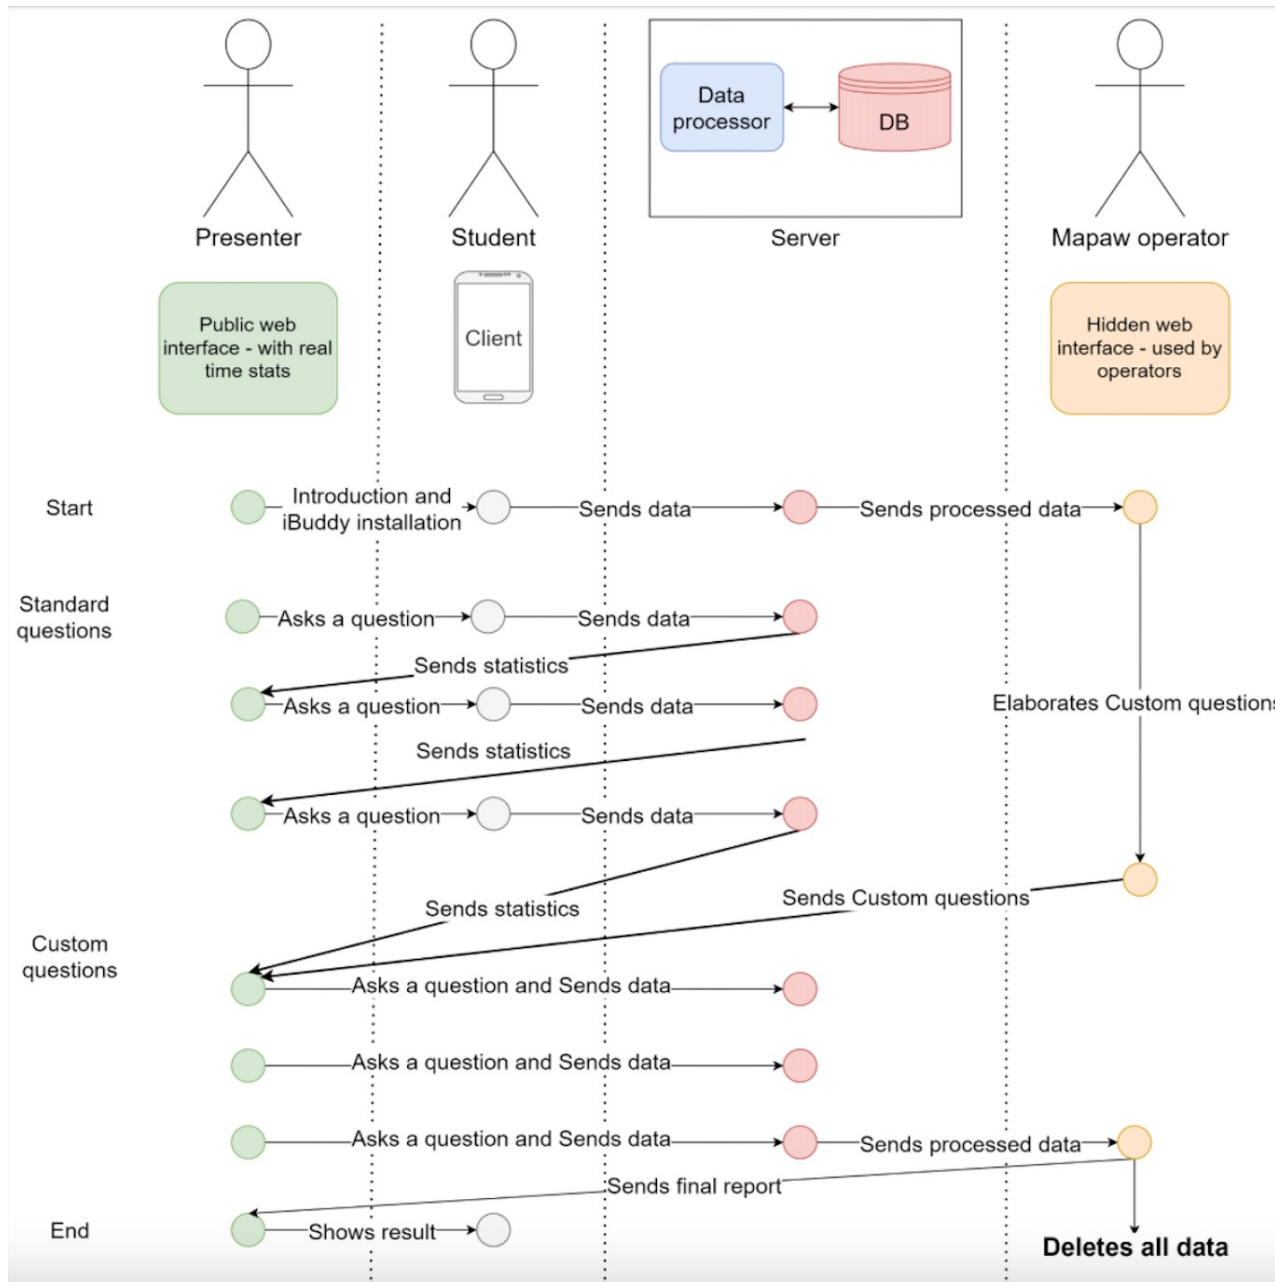 Data
processor
DB
Presenter
Student
Server
Mapaw operator
Public web
interface - with real
time stats
Client
Hidden web
interface - used by
operators
Start
Introduction and
iBuddy installation
Sends data
Sends processed data
Standard
questions
Asks a question
Sends data
Sends statistics
Asks a question
Sends data
Elaborates Custom questions
Sends statistics
Asks a question
Sends data
Sends statistics
Sends Custom questions
Custom
questions
Asks a question and Sends data
Asks a question and Sends data
Asks a question and Sends data
Sends processed data
Sends final report
End
Shows result
Deletes all data